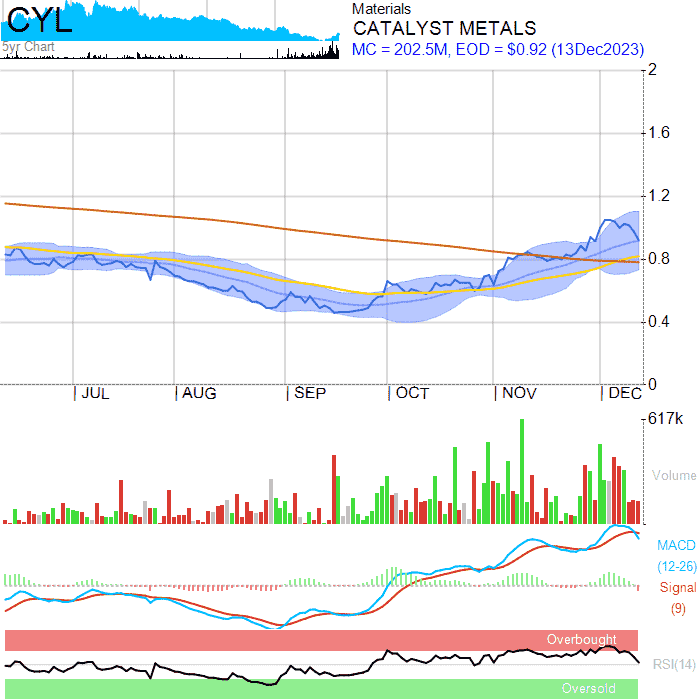 CYL
5yr Chart
Materials
CATALYST METALS
MC = 202.5M, EOD = $0.92 (13Dec2023)
2
1.6
1.2
0.8
0.4
0
JUL AUG SEP OCT NOV DEC
617k
Volume
MACD
(12-26)
Signal
(9)
Overbought
RSI(14)
Oversold